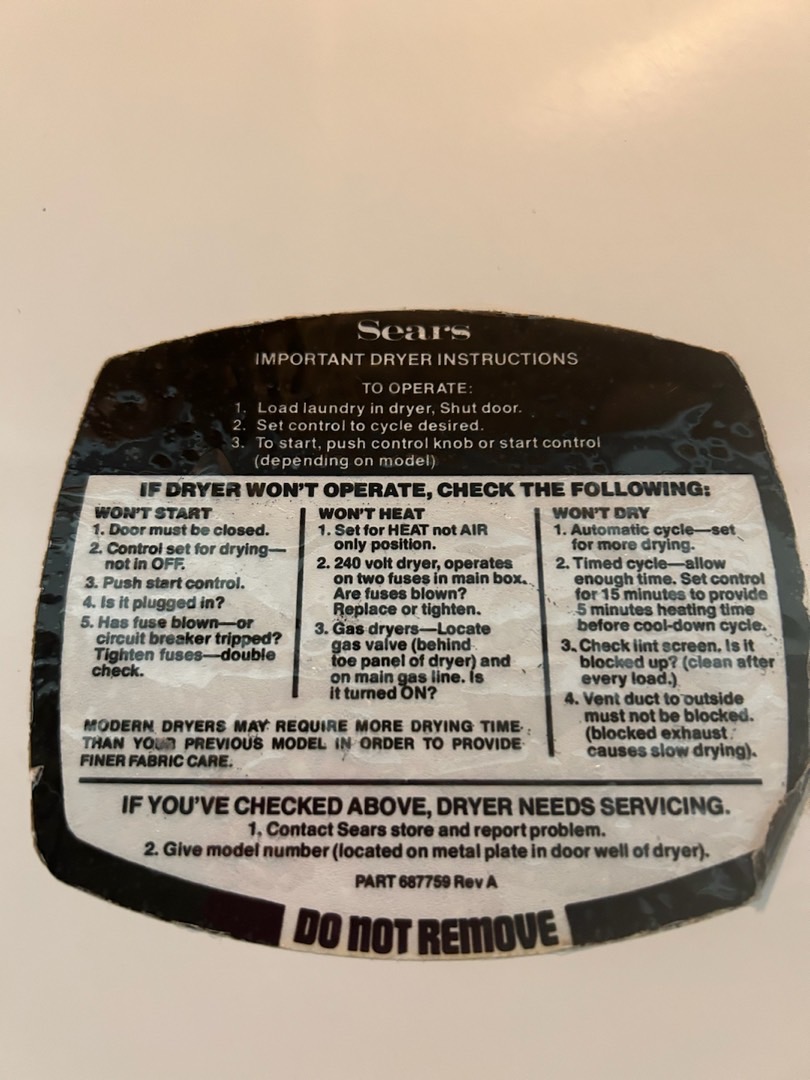 Sears
IMPORTANT DRYER INSTRUCTIONS
TO OPERATE:
1. Load laundry in dryer, Shut door.
2. Set control to cycle desired.
3. To start, push control knob or start control
(depending on model)
IF DRYER WON'T OPERATE, CHECK THE FOLLOWING:
WON'T START
1. Door must be closed.
2. Control set for drying—
not in OFF.
3. Push start control.
4. Is it plugged in?
5. Has fuse blown—or
circuit breaker tripped?
Tighten fuses—double
check.
WON'T HEAT
1. Set for HEAT not AIR
only position.
2. 240 volt dryer, operates
on two fuses in main box.
Are fuses blown?
Replace or tighten.
3. Gas dryers—Locate
gas valve (behind
toe panel of dryer) and
on main gas line. Is
it turned ON?
WON'T DRY
1. Automatic cycle—set
for more drying.
2. Timed cycle—allow
enough time. Set control
for 15 minutes to provide
5 minutes heating time
before cool-down cycle.
3. Check lint screen. Is it
blocked up? (clean after
every load.)
4. Vent duct to outside
must not be blocked.
(blocked exhaust
causes slow drying).
MODERN DRYERS MAY REQUIRE MORE DRYING TIME
THAN YOUR PREVIOUS MODEL IN ORDER TO PROVIDE
FINER FABRIC CARE.
IF YOU'VE CHECKED ABOVE, DRYER NEEDS SERVICING.
1. Contact Sears store and report problem.
2. Give model number (located on metal plate in door well of dryer).
PART 687759 Rev A
DO NOT REMOVE